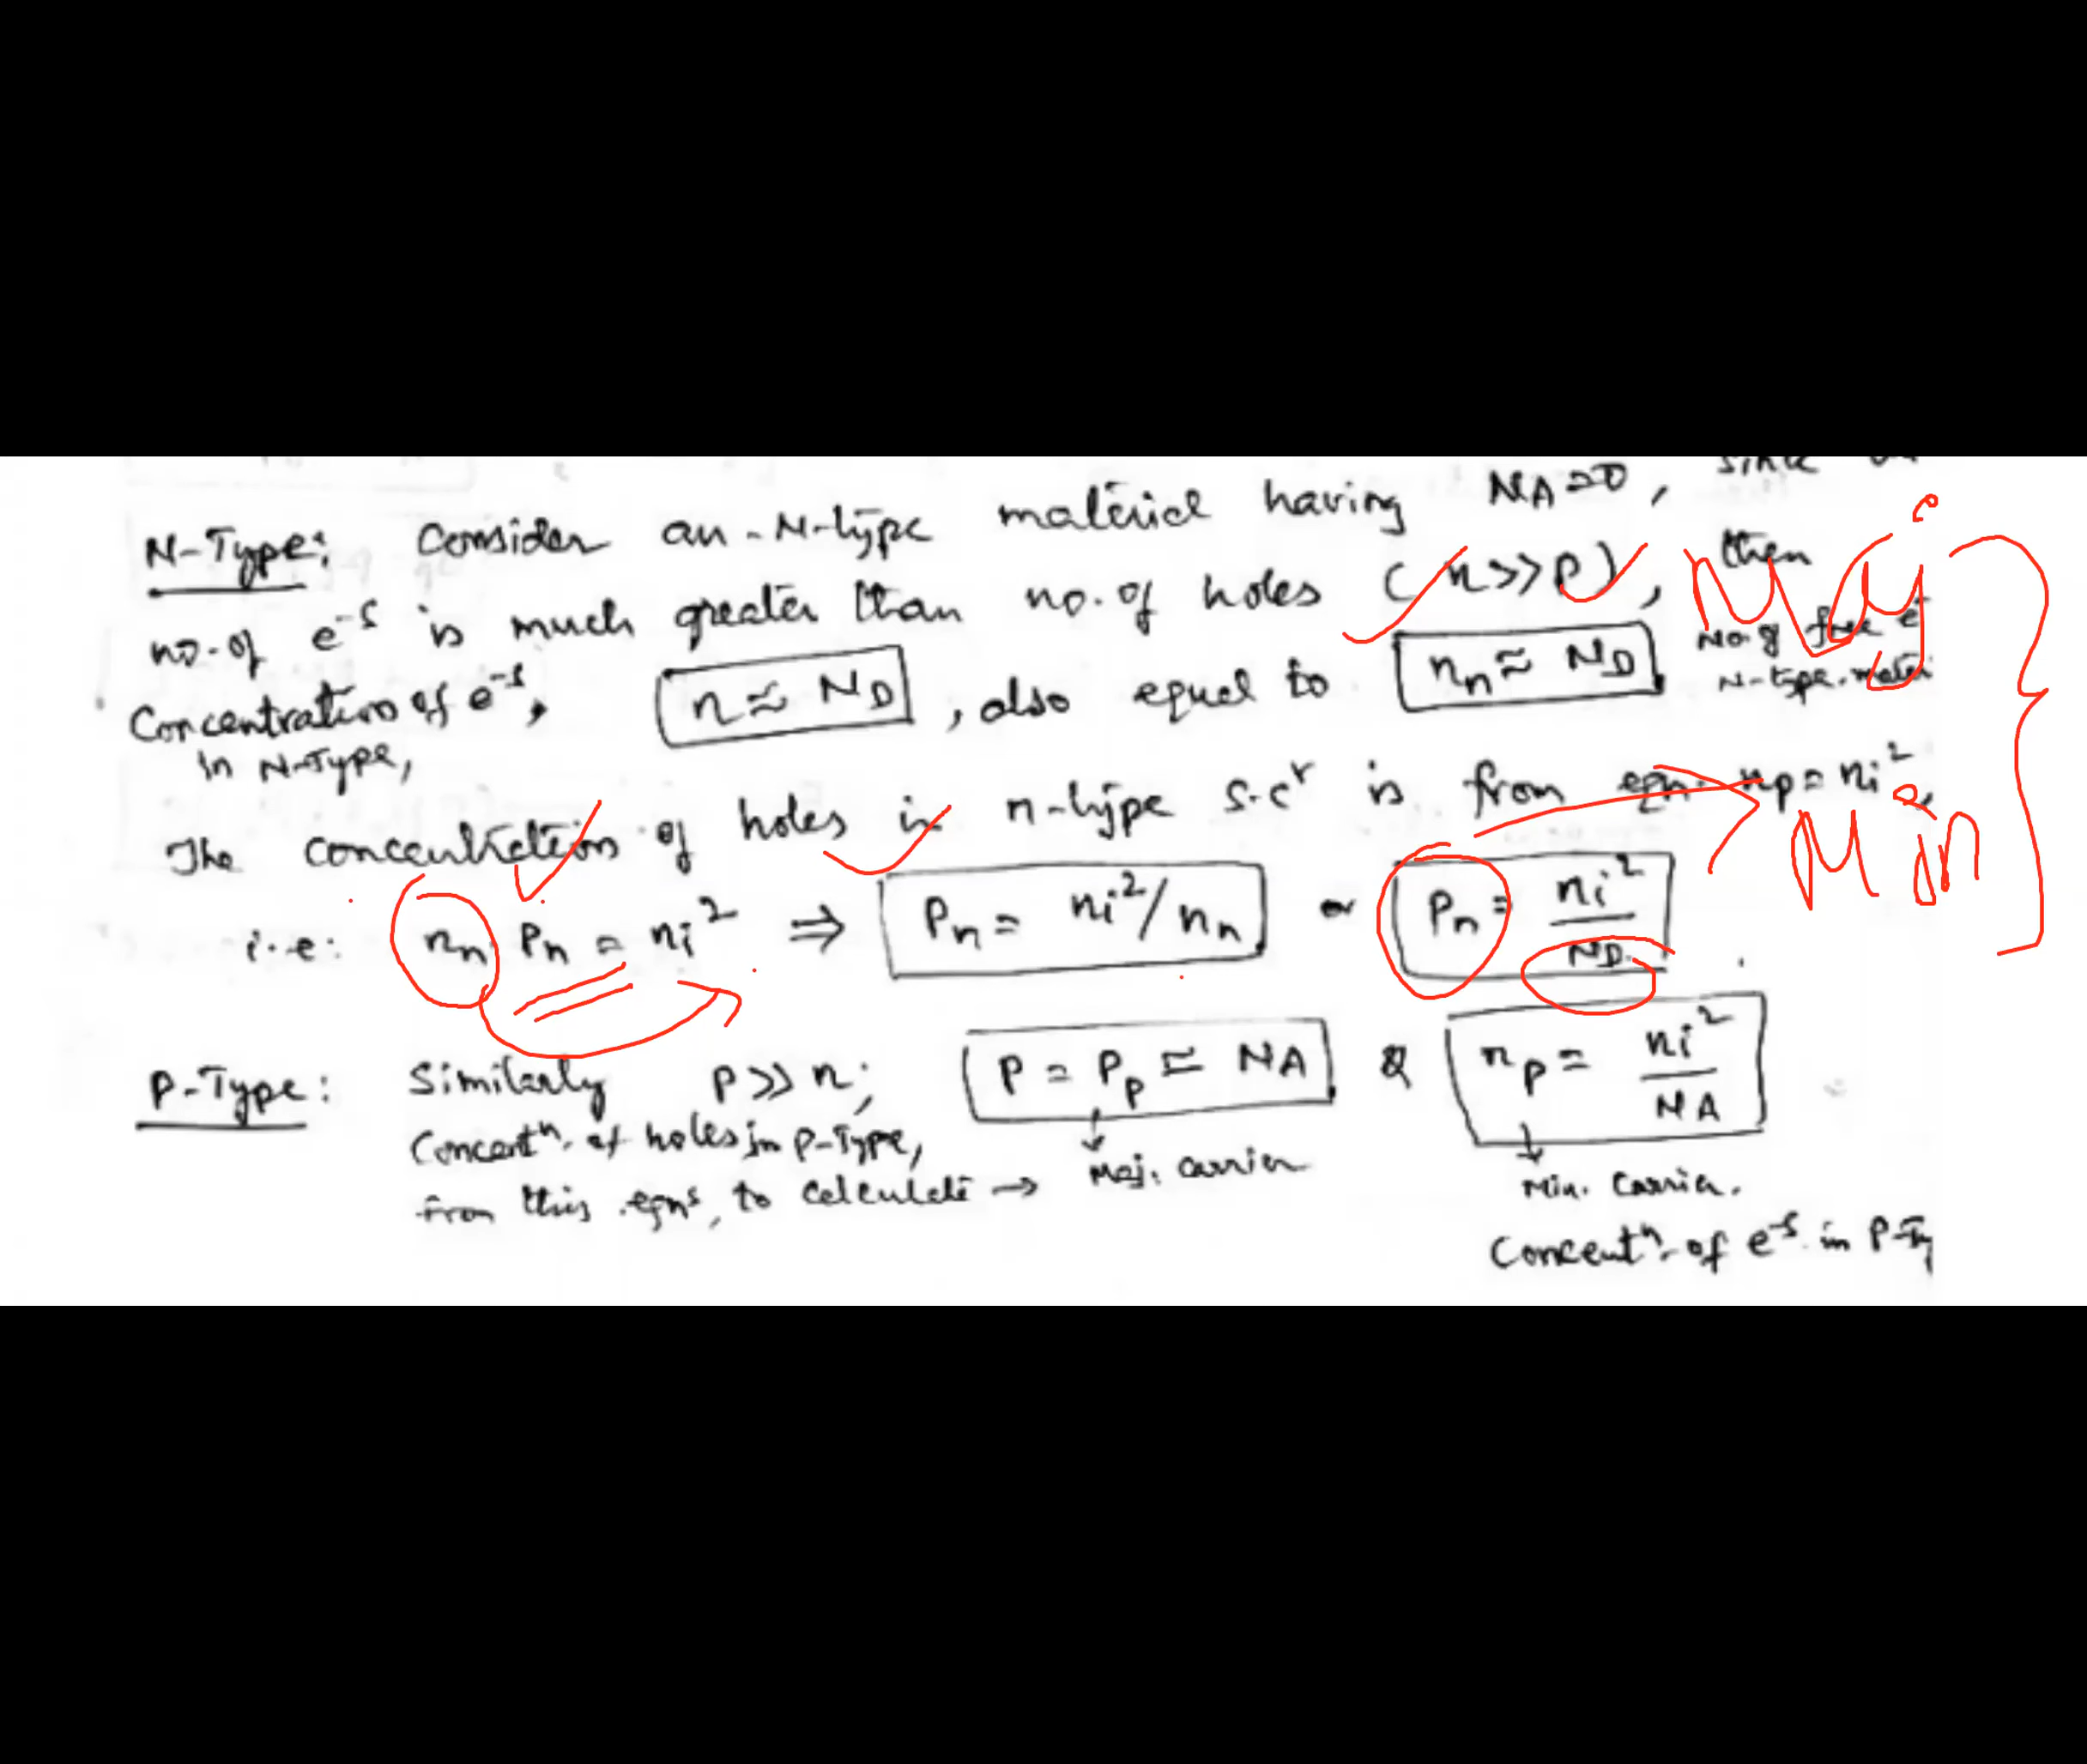 N-Type: Consider an N-type material having NA=0, since
no. of e⁻ˢ is much greater than no. of holes (n>>p), then
Maj
Concentration of e⁻ˢ, n ≈ ND, also equal to nn ≈ ND No. of free e⁻
in N-Type, N-type mate
The concentration of holes in n-type s.cʳ is from eqn. np = ni²,
Min
i.e: nn Pn = ni² ⇒ Pn = ni²/nn or Pn = ni²/ND.
P-Type: Similarly P>>n; P = Pp ≅ NA & np = ni²/NA
Concentⁿ. of holes in P-Type,
from this eqnˢ, to calculate → Maj. carrier Min. Carrier.
Concentⁿ. of e⁻ˢ in P-Ty